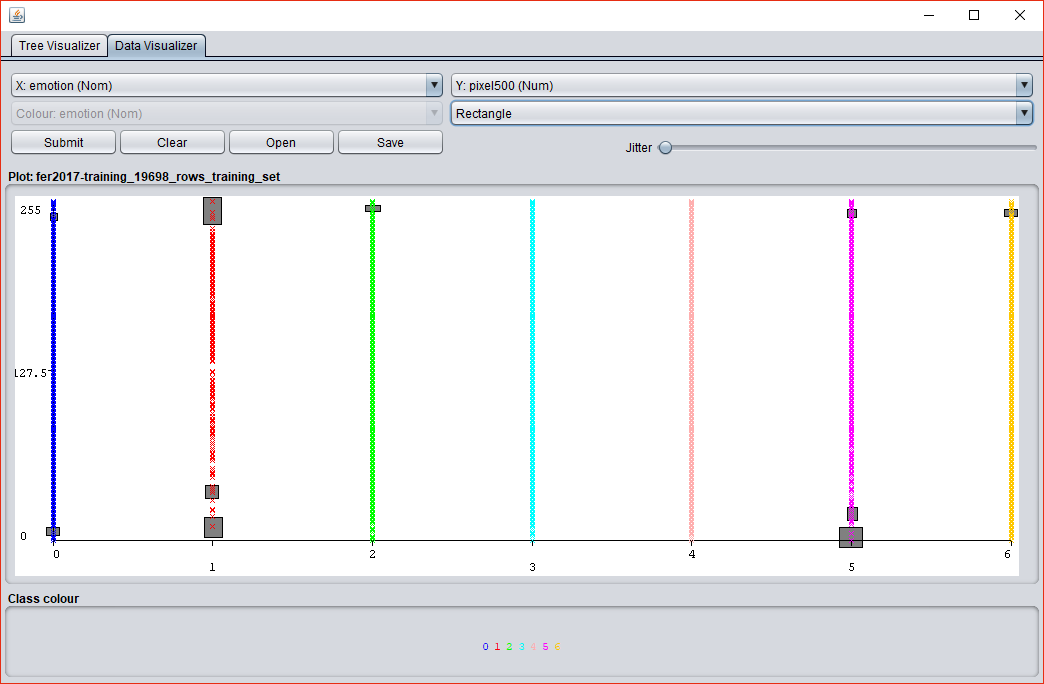 Tree Visualizer Data Visualizer
X: emotion (Nom) Y: pixel500 (Num)
Colour: emotion (Nom) Rectangle
Submit Clear Open Save Jitter
Plot: fer2017-training_19698_rows_training_set
255
127.5
0
0 1 2 3 4 5 6
Class colour
0 1 2 3 4 5 6